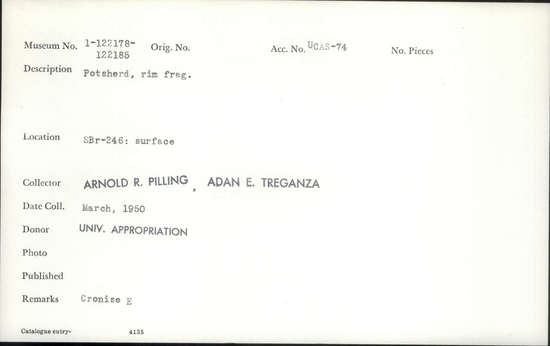 Museum No. 1-122178- Orig. No. Acc. No. UCAS-74 No. Pieces
122185
Description Potsherd, rim frag.
Location SBr-246: surface
Collector ARNOLD R. PILLING, ADAN E. TREGANZA
Date Coll. March, 1950
Donor UNIV. APPROPRIATION
Photo
Published
Remarks Cronise E
Catalogue entry- 4135